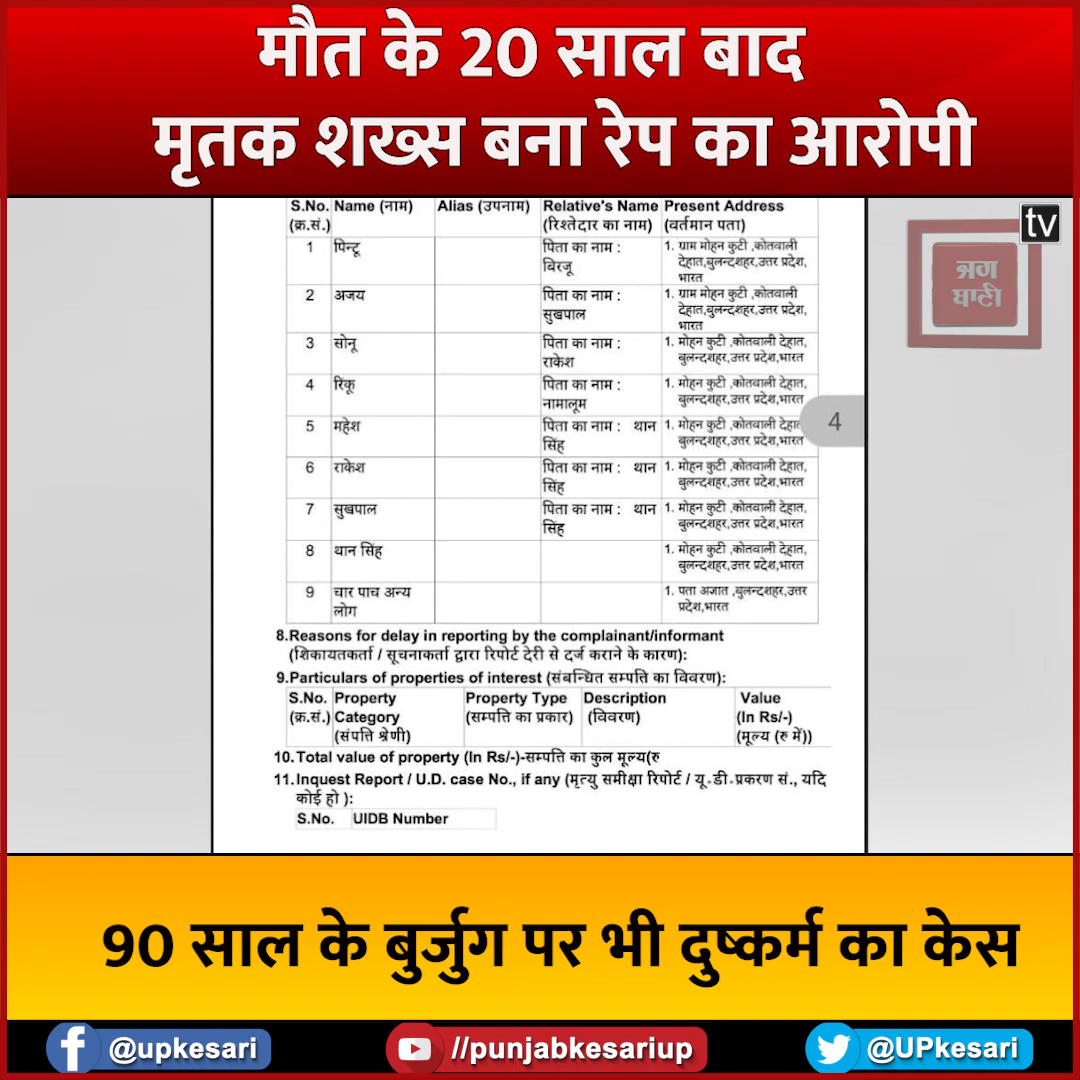 मौत के 20 साल बाद
मृतक शख्स बना रेप का आरोपी
tv
ਜਗ
ਬਾਣੀ
S.No. Name (नाम) Alias (उपनाम) Relative's Name Present Address
(क्र.सं.) (रिश्तेदार का नाम) (वर्तमान पता)
1 पिन्टू पिता का नाम : 1. ग्राम मोहन कुटी ,कोतवाली
बिरजू देहात,बुलन्दशहर,उत्तर प्रदेश,
भारत
2 अजय पिता का नाम : 1. ग्राम मोहन कुटी ,कोतवाली
सुखपाल देहात,बुलन्दशहर,उत्तर प्रदेश,
भारत
3 सोनू पिता का नाम : 1. मोहन कुटी ,कोतवाली देहात,
राकेश बुलन्दशहर,उत्तर प्रदेश,भारत
4 रिंकू पिता का नाम : 1. मोहन कुटी ,कोतवाली देहात,
नामालूम बुलन्दशहर,उत्तर प्रदेश,भारत
5 महेश पिता का नाम : थान 1. मोहन कुटी ,कोतवाली देहात
सिंह बुलन्दशहर,उत्तर प्रदेश,भारत
4
6 राकेश पिता का नाम : थान 1. मोहन कुटी ,कोतवाली देहात,
सिंह बुलन्दशहर,उत्तर प्रदेश,भारत
7 सुखपाल पिता का नाम : थान 1. मोहन कुटी ,कोतवाली देहात,
सिंह बुलन्दशहर,उत्तर प्रदेश,भारत
8 थान सिंह 1. मोहन कुटी ,कोतवाली देहात,
बुलन्दशहर,उत्तर प्रदेश,भारत
9 चार पाच अन्य 1. पता अज्ञात ,बुलन्दशहर,उत्तर
लोग प्रदेश,भारत
8.Reasons for delay in reporting by the complainant/informant
(शिकायतकर्ता / सूचनाकर्ता द्वारा रिपोर्ट देरी से दर्ज कराने के कारण):
9.Particulars of properties of interest (संबन्धित सम्पत्ति का विवरण):
S.No. Property Property Type Description Value
(क्र.सं.) Category (सम्पत्ति का प्रकार) (विवरण) (In Rs/-)
(संपत्ति श्रेणी) (मूल्य (रु में))
10.Total value of property (In Rs/-)-सम्पत्ति का कुल मूल्य(रु
11.Inquest Report / U.D. case No., if any (मृत्यु समीक्षा रिपोर्ट / यू॰डी॰प्रकरण सं., यदि
कोई हो ):
S.No. UIDB Number
90 साल के बुर्जुग पर भी दुष्कर्म का केस
@upkesari //punjabkesariup @UPkesari